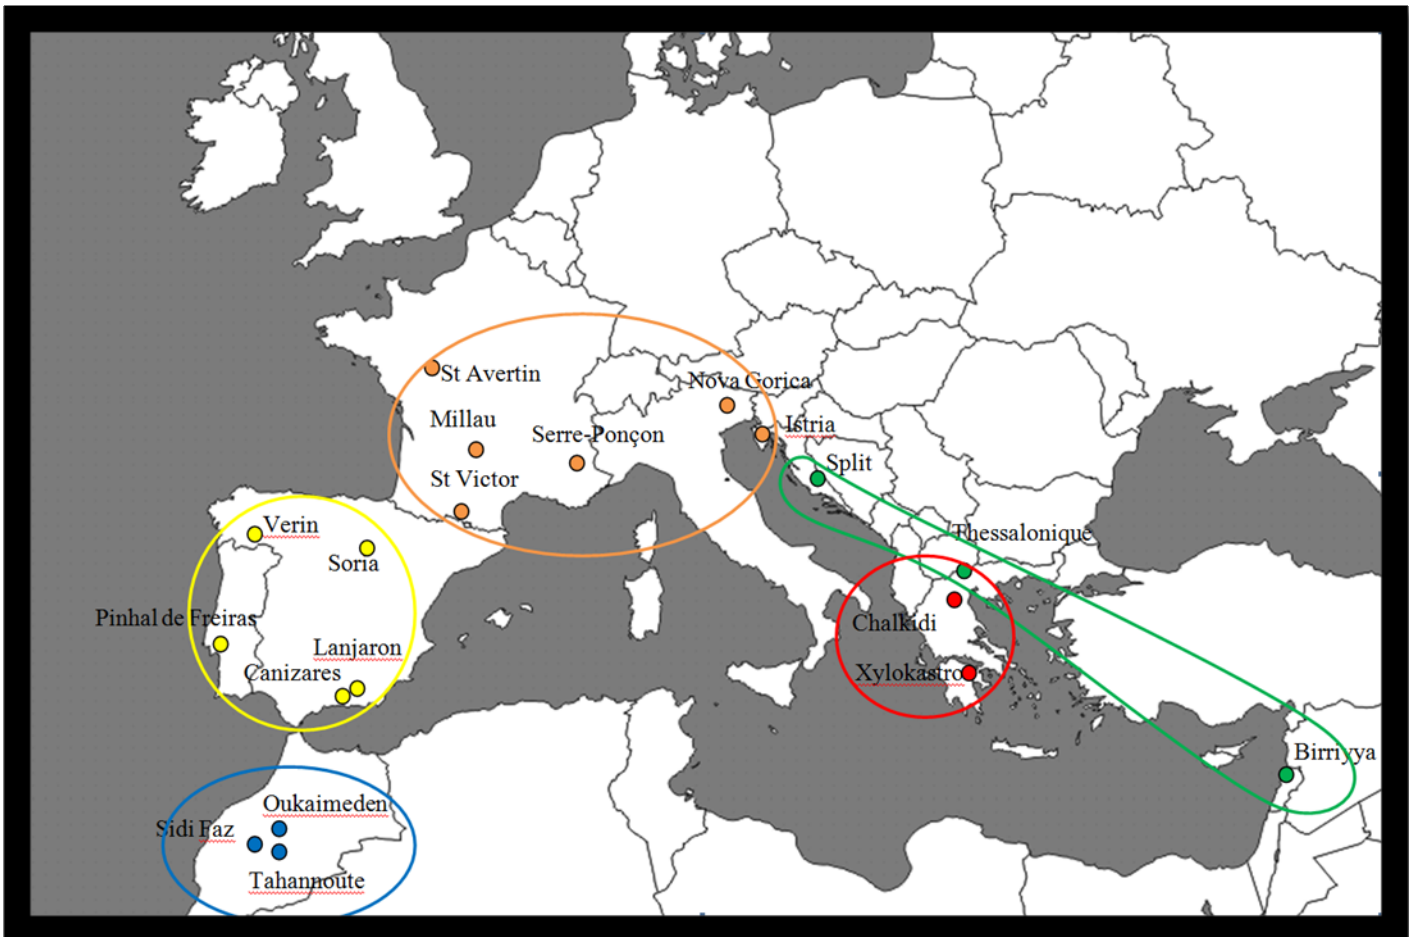 St Avertin
Nova Gorica
Millau
Istria
Serre-Ponçon
Split
St Victor
Verin
Thessalonique
Soria
Pinhal de Freiras
Chalkidi
Lanjaron
Canizares
Xylokastro
Birriyya
Oukaimeden
Sidi Faz
Tahannoute